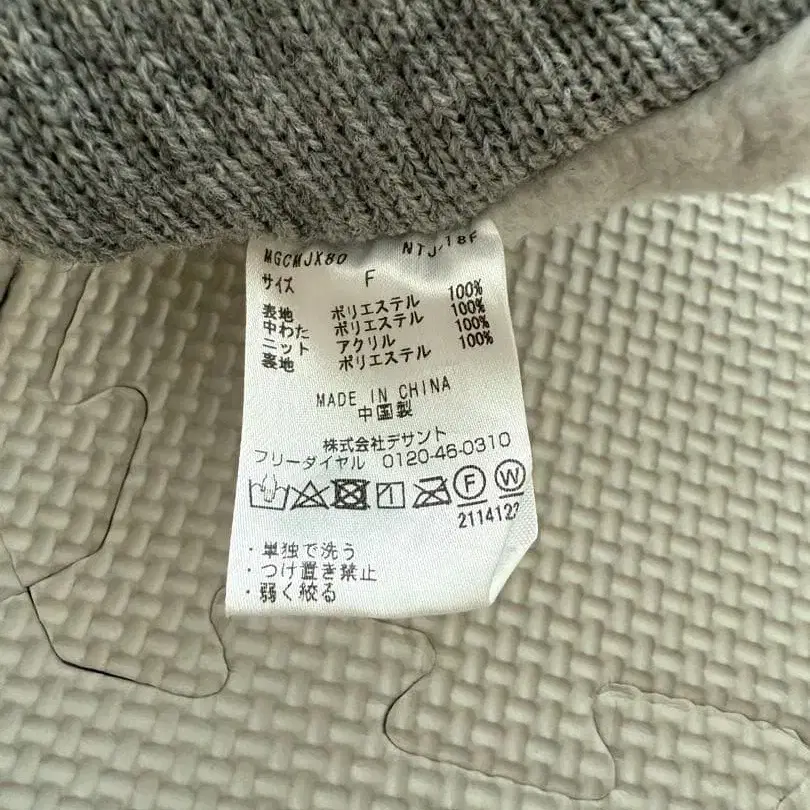 MGCMJX80 NTJ-18F
サイズ F
表地 ポリエステル 100%
中わた ポリエステル 100%
ニット アクリル 100%
裏地 ポリエステル 100%
MADE IN CHINA
中国製
株式会社デサント
フリーダイヤル 0120-46-0310
F W
・単独で洗う
・つけ置き禁止
・弱く絞る